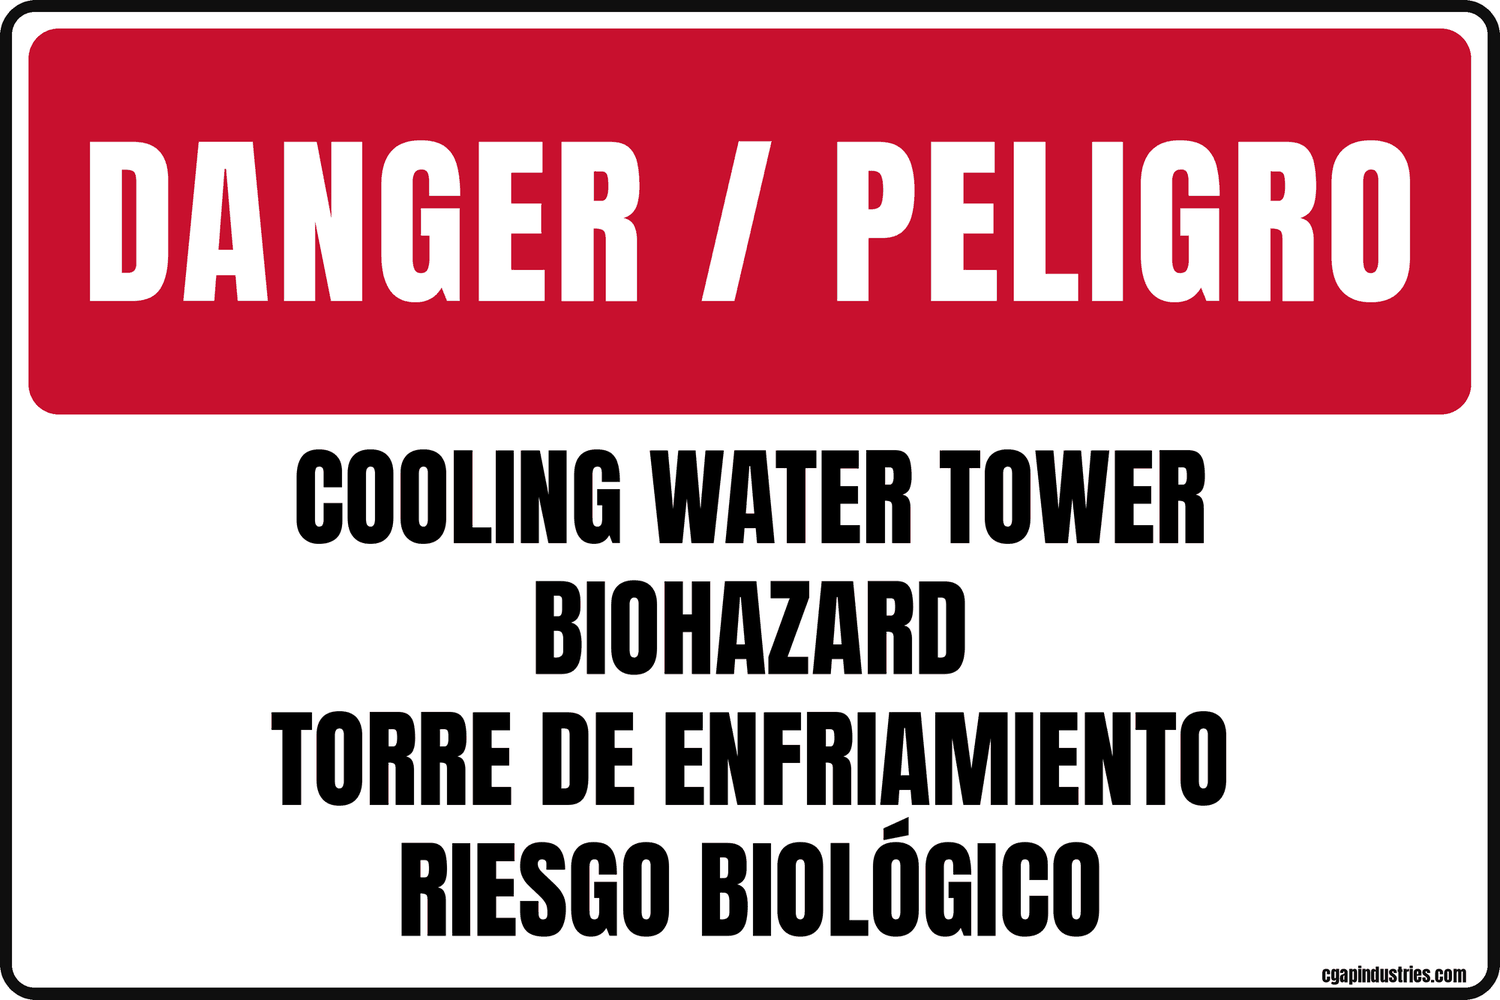 DANGER / PELIGRO
COOLING WATER TOWER
BIOHAZARD
TORRE DE ENFRIAMIENTO
RIESGO BIOLÓGICO
cgapindustries.com